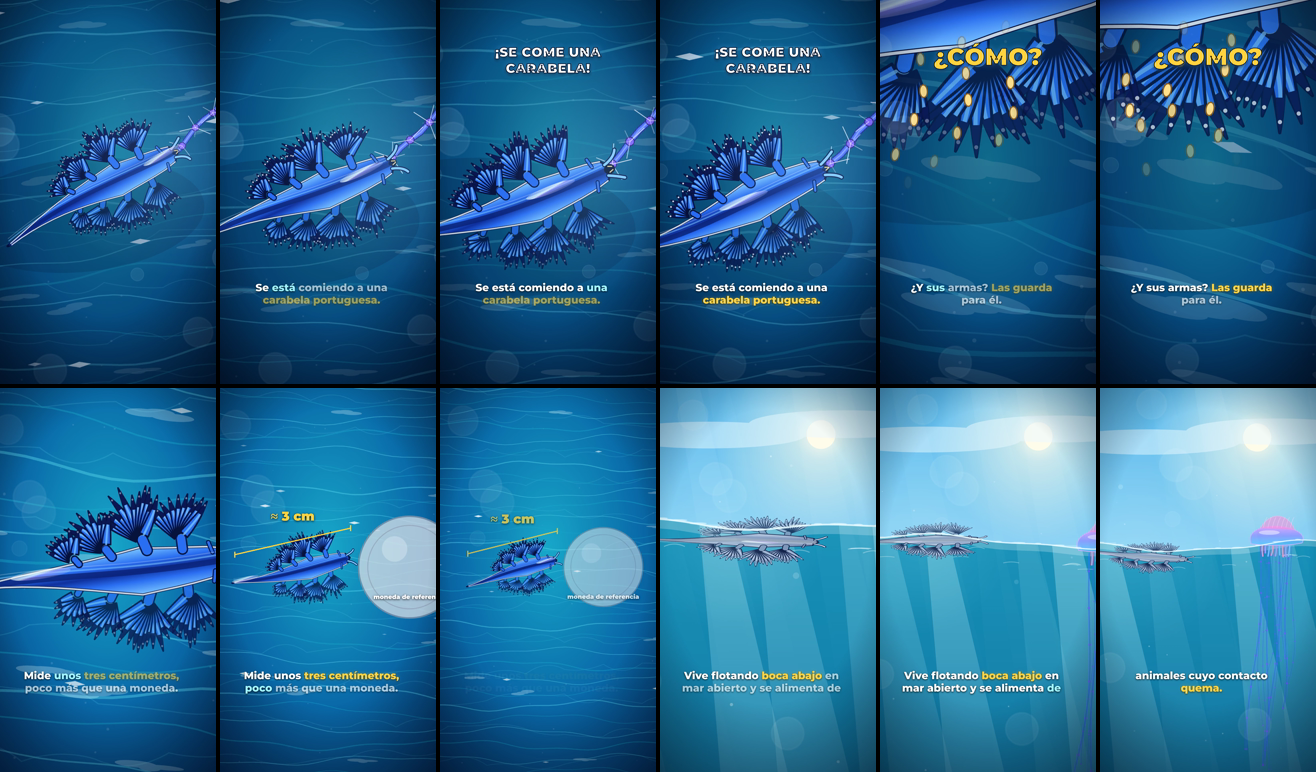 Se está comiendo a una
carabela portuguesa.
¡SE COME UNA
CARABELA!
Se está comiendo a una
carabela portuguesa.
¡SE COME UNA
CARABELA!
Se está comiendo a una
carabela portuguesa.
¿CÓMO?
¿Y sus armas? Las guarda
para él.
¿CÓMO?
¿Y sus armas? Las guarda
para él.
Mide unos tres centímetros,
poco más que una moneda.
≈ 3 cm
moneda de referen
Mide unos tres centímetros,
poco más que una moneda.
≈ 3 cm
moneda de referencia
Vive flotando boca abajo en
mar abierto y se alimenta de
Vive flotando boca abajo en
mar abierto y se alimenta de
animales cuyo contacto
quema.